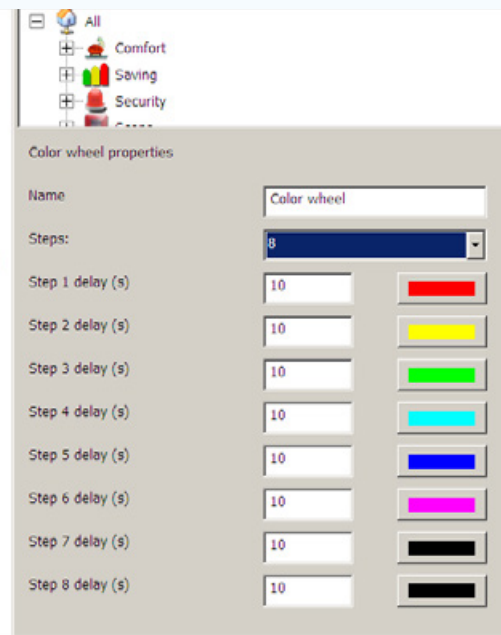 All
Comfort
Saving
Security
Color wheel properties
Name Color wheel
Steps: 8
Step 1 delay (s) 10
Step 2 delay (s) 10
Step 3 delay (s) 10
Step 4 delay (s) 10
Step 5 delay (s) 10
Step 6 delay (s) 10
Step 7 delay (s) 10
Step 8 delay (s) 10